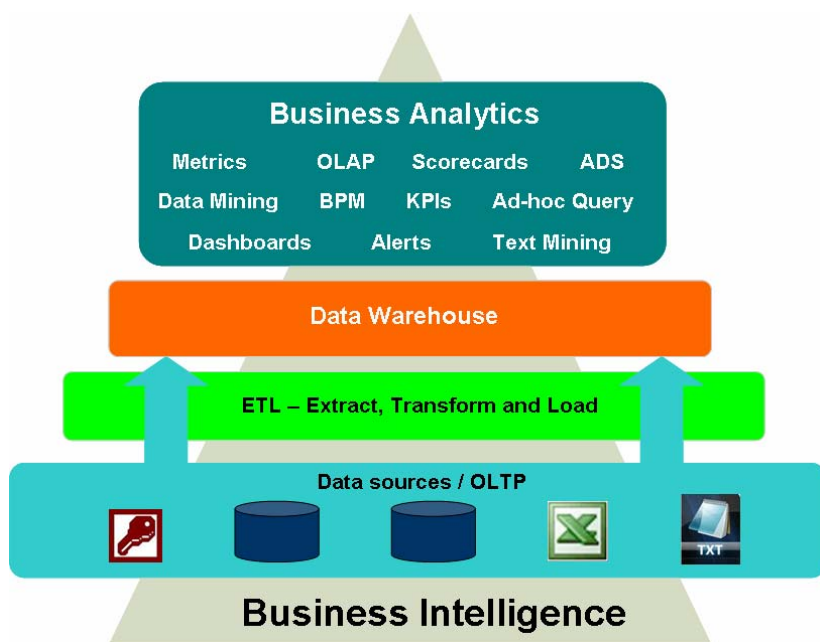 Business Analytics
Metrics OLAP Scorecards ADS
Data Mining BPM KPIs Ad-hoc Query
Dashboards Alerts Text Mining
Data Warehouse
ETL – Extract, Transform and Load
Data sources / OLTP
TXT
Business Intelligence